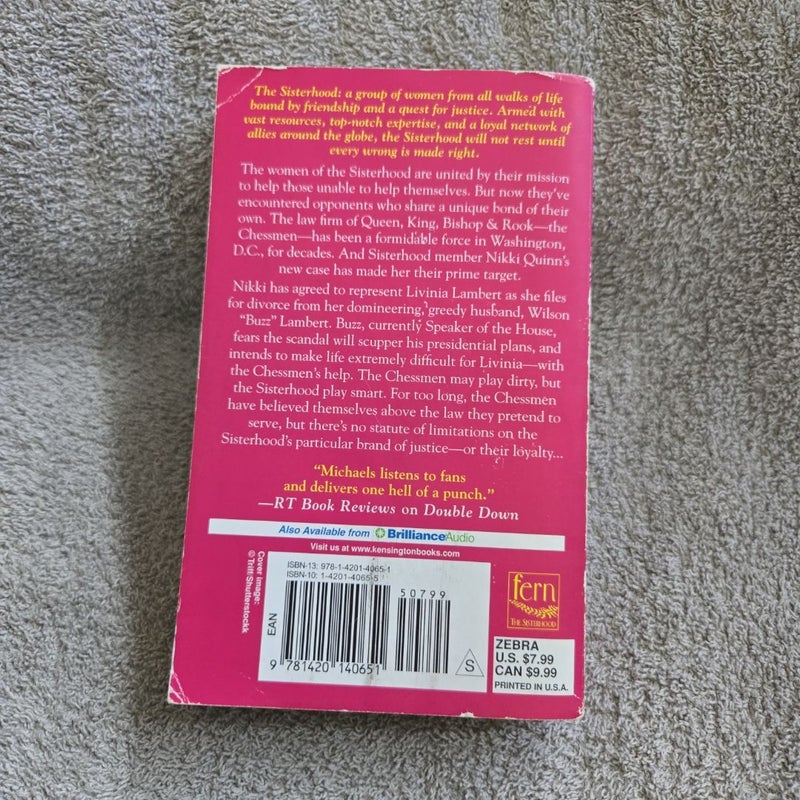 The Sisterhood: a group of women from all walks of life
bound by friendship and a quest for justice. Armed with
vast resources, top-notch expertise, and a loyal network of
allies around the globe, the Sisterhood will not rest until
every wrong is made right.
The women of the Sisterhood are united by their mission
to help those unable to help themselves. But now they've
encountered opponents who share a unique bond of their
own. The law firm of Queen, King, Bishop & Rook—the
Chessmen—has been a formidable force in Washington,
D.C., for decades. And Sisterhood member Nikki Quinn's
new case has made her their prime target.
Nikki has agreed to represent Livinia Lambert as she files
for divorce from her domineering, greedy husband, Wilson
“Buzz” Lambert. Buzz, currently Speaker of the House,
fears the scandal will scupper his presidential plans, and
intends to make life extremely difficult for Livinia—with
the Chessmen's help. The Chessmen may play dirty, but
the Sisterhood play smart. For too long, the Chessmen
have believed themselves above the law they pretend to
serve, but there's no statute of limitations on the
Sisterhood's particular brand of justice—or their loyalty...
“Michaels listens to fans
and delivers one hell of a punch.”
—RT Book Reviews on Double Down
Also Available from BrillianceAudio
Visit us at www.kensingtonbooks.com
Cover image:
© Triff/Shutterstockk
ISBN-13: 978-1-4201-4065-1
ISBN-10: 1-4201-4065-5
50799
EAN
9 781420 140651
S
fern
THE SISTERHOOD
ZEBRA
U.S. $7.99
CAN $9.99
PRINTED IN U.S.A.